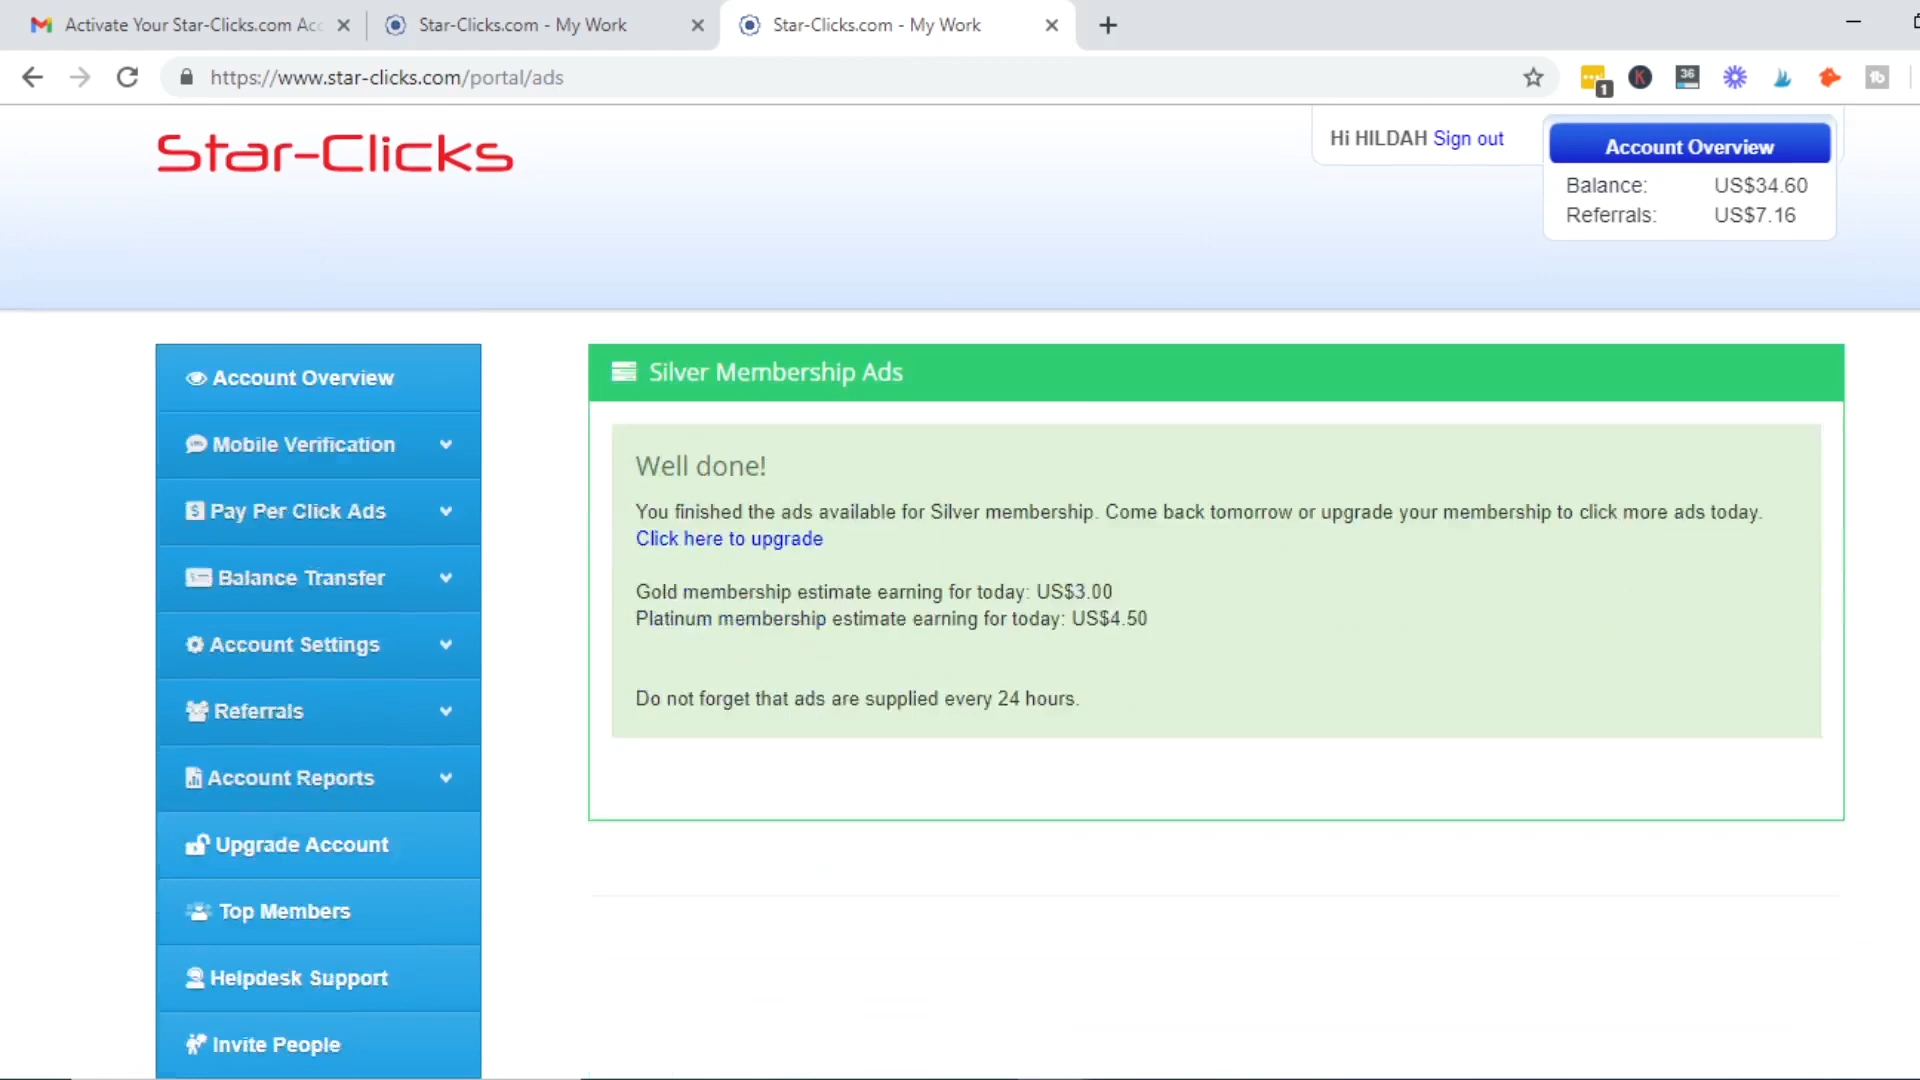 Activate Your Star-Clicks.com Acc
Star-Clicks.com - My Work
Star-Clicks.com - My Work
https://www.star-clicks.com/portal/ads
1
K
36
Star-Clicks
Hi HILDAH Sign out
Account Overview
Balance: US$34.60
Referrals: US$7.16
Account Overview
Mobile Verification
Pay Per Click Ads
Balance Transfer
Account Settings
Referrals
Account Reports
Upgrade Account
Top Members
Helpdesk Support
Invite People
Silver Membership Ads
Well done!
You finished the ads available for Silver membership. Come back tomorrow or upgrade your membership to click more ads today.
Click here to upgrade
Gold membership estimate earning for today: US$3.00
Platinum membership estimate earning for today: US$4.50
Do not forget that ads are supplied every 24 hours.